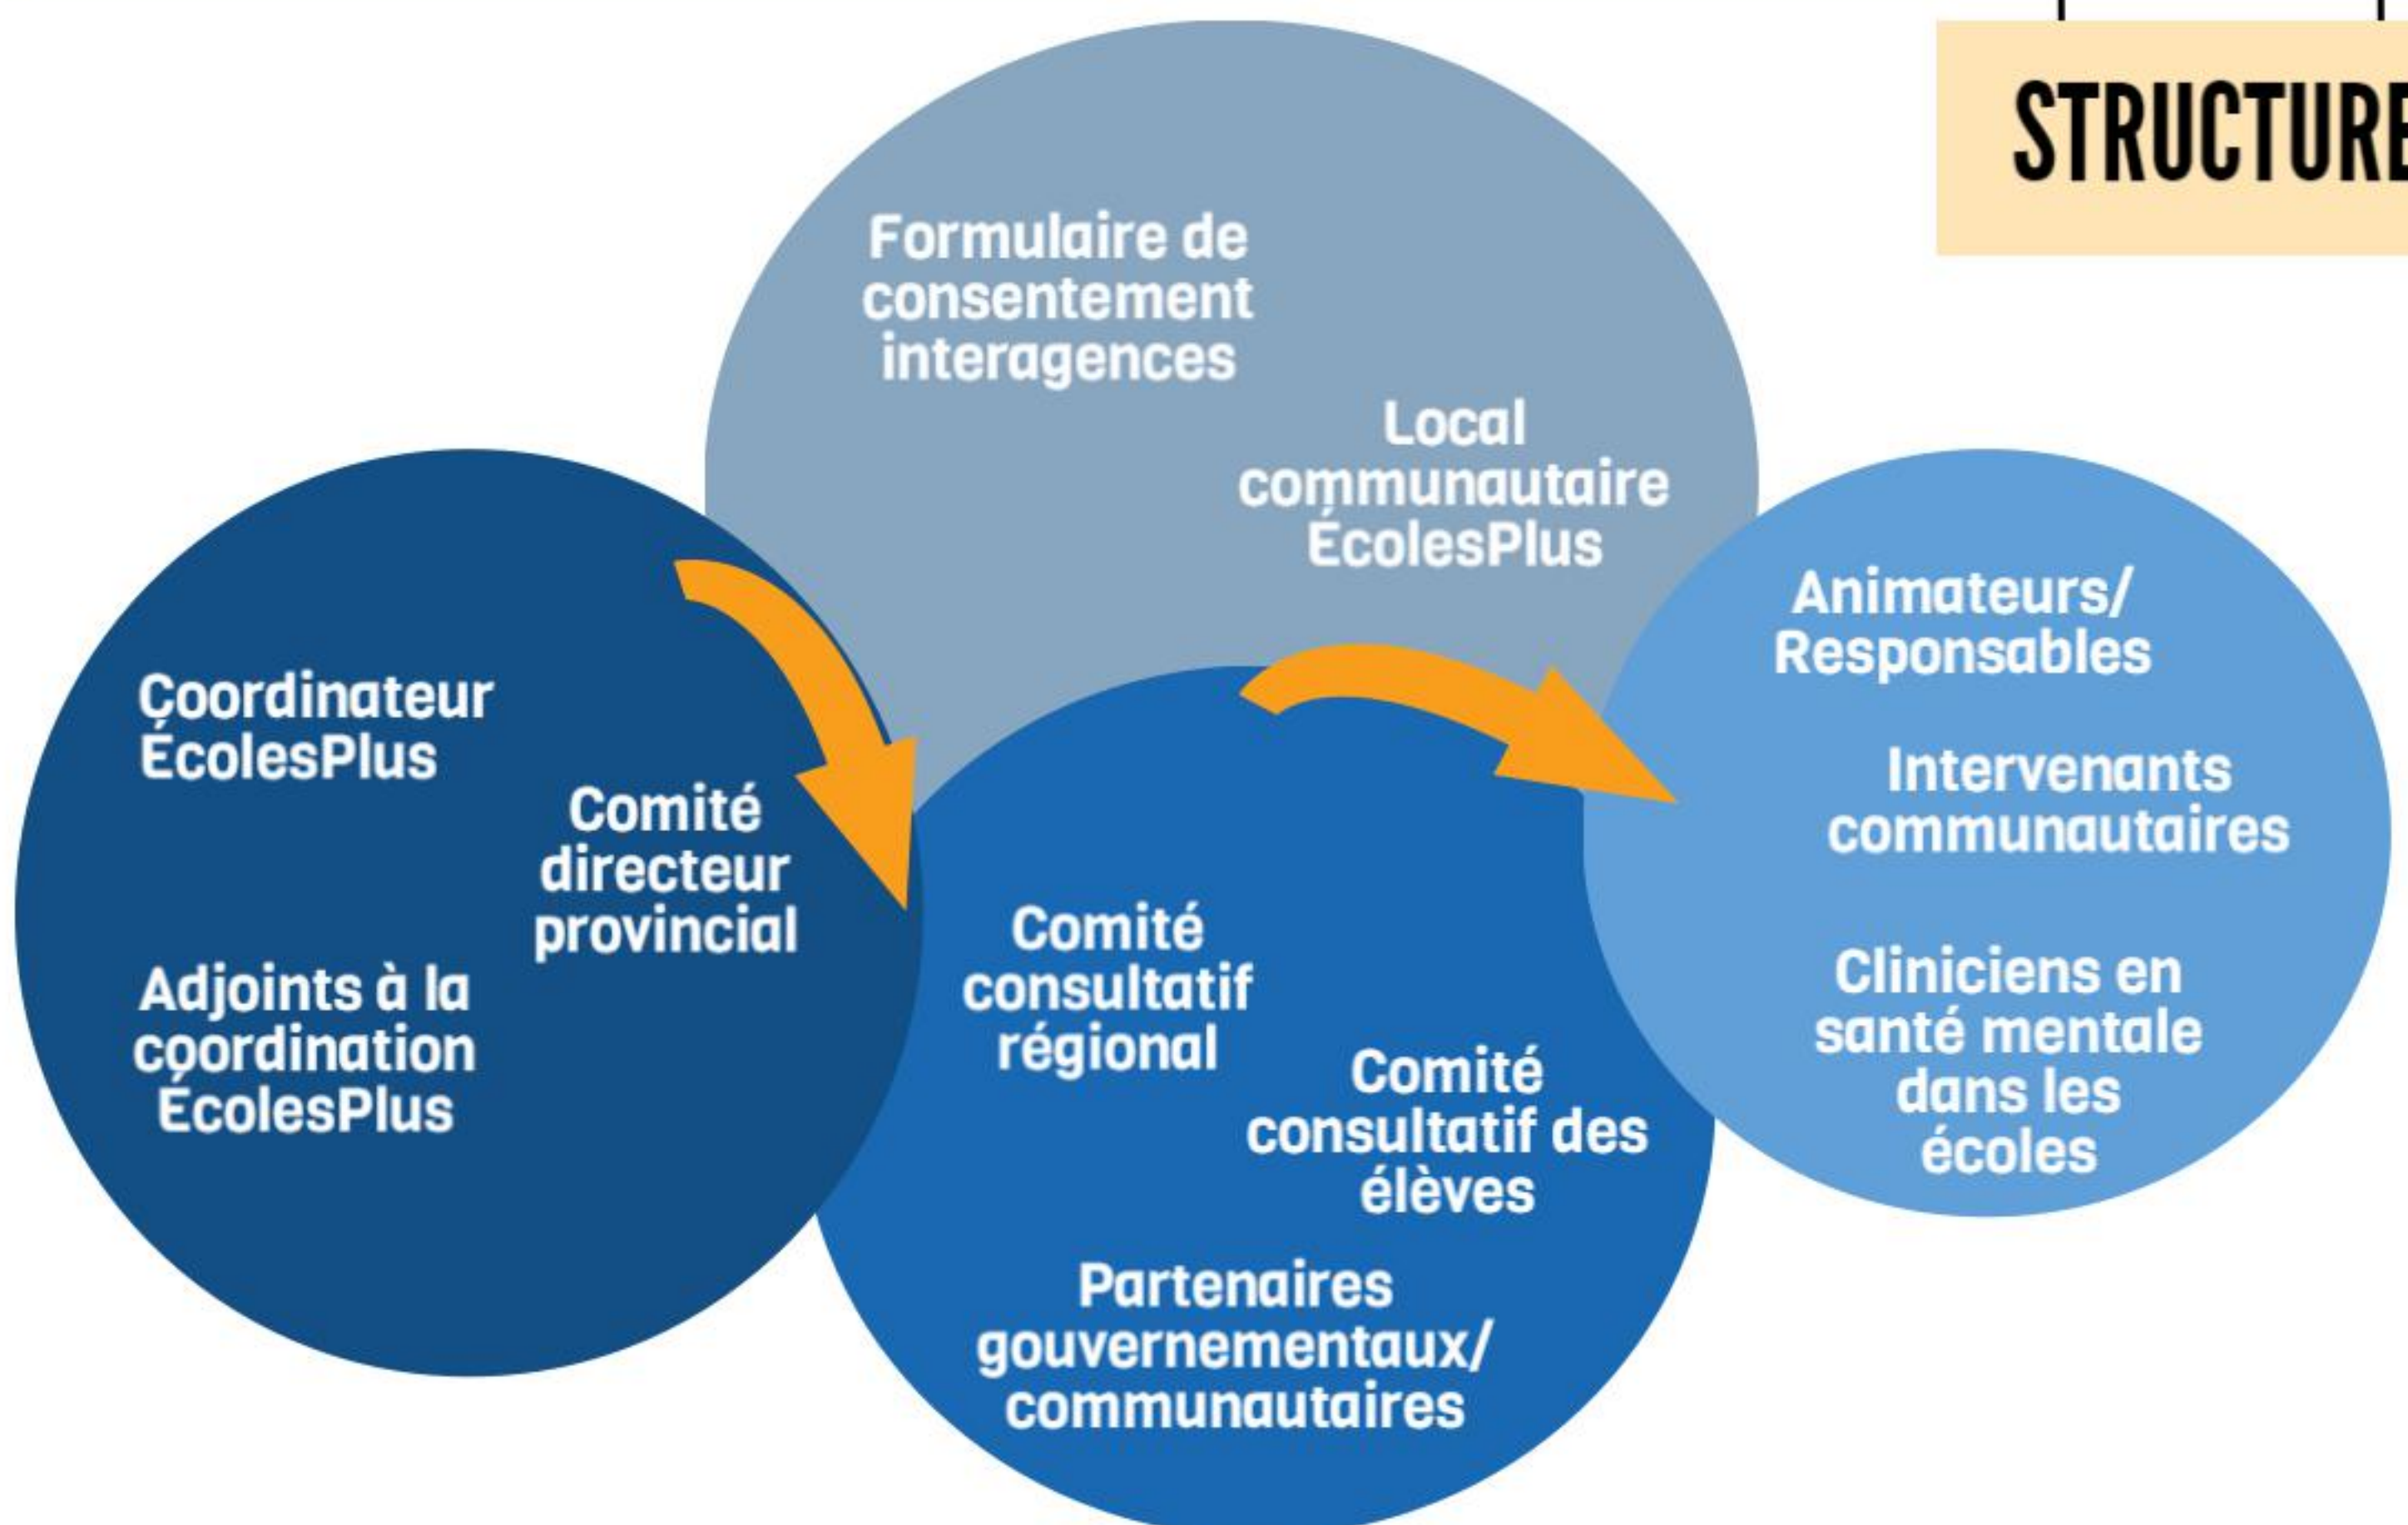 STRUCTURE
Formulaire de
consentement
interagences
Local
communautaire
ÉcolesPlus
Coordinateur
ÉcolesPlus
Comité
directeur
provincial
Adjoints à la
coordination
ÉcolesPlus
Comité
consultatif
régional
Comité
consultatif des
élèves
Partenaires
gouvernementaux/
communautaires
Animateurs/
Responsables
Intervenants
communautaires
Cliniciens en
santé mentale
dans les
écoles